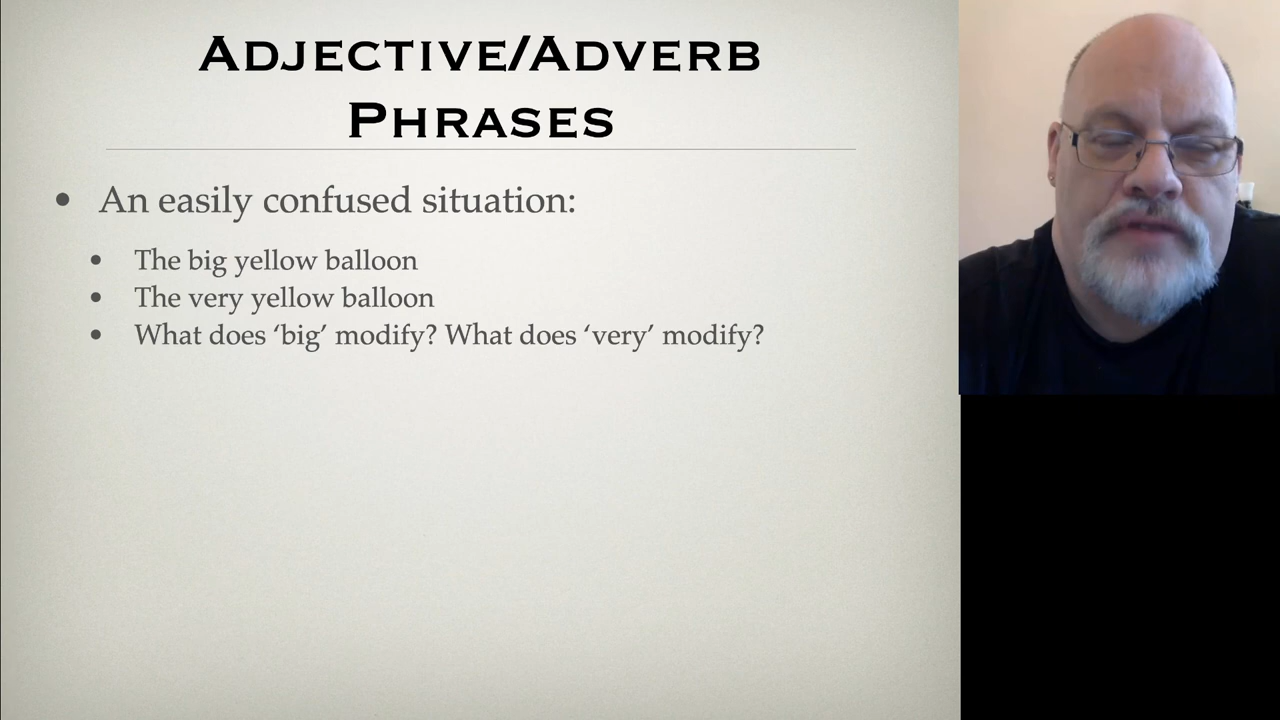 ADJECTIVE/ADVERB
PHRASES
• An easily confused situation:
• The big yellow balloon
• The very yellow balloon
• What does ‘big’ modify? What does ‘very’ modify?